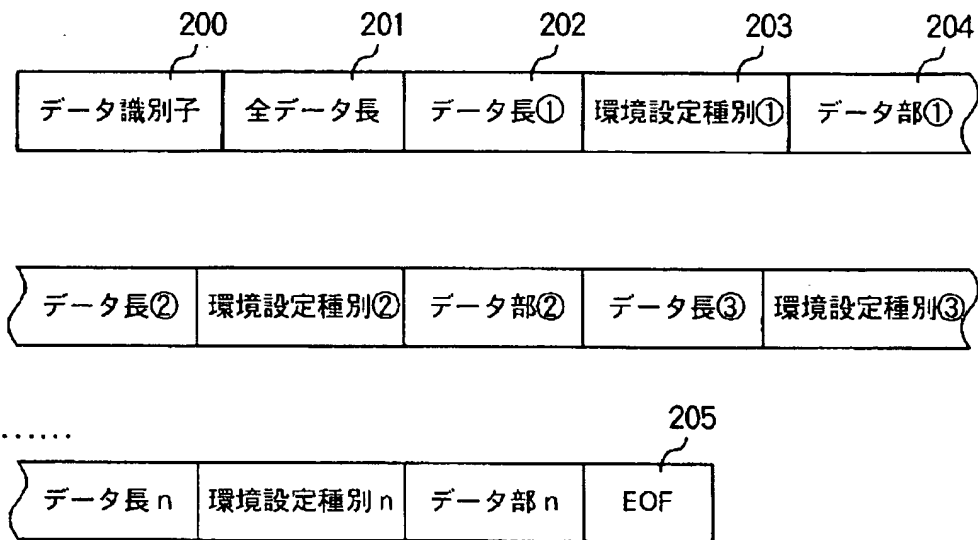 200 201 202 203 204
データ識別子 全データ長 データ長① 環境設定種別① データ部①
データ長② 環境設定種別② データ部② データ長③ 環境設定種別③
......
205
データ長n 環境設定種別n データ部n EOF